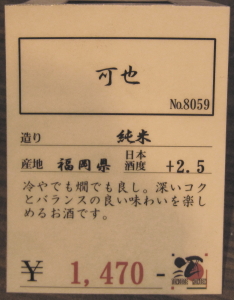 可也
No.8059
造り 純米
産地 福岡県 日本酒度 +2.5
冷やでも燗でも良し。深いコク
とバランスの良い味わいを楽し
めるお酒です。
¥ 1,470-